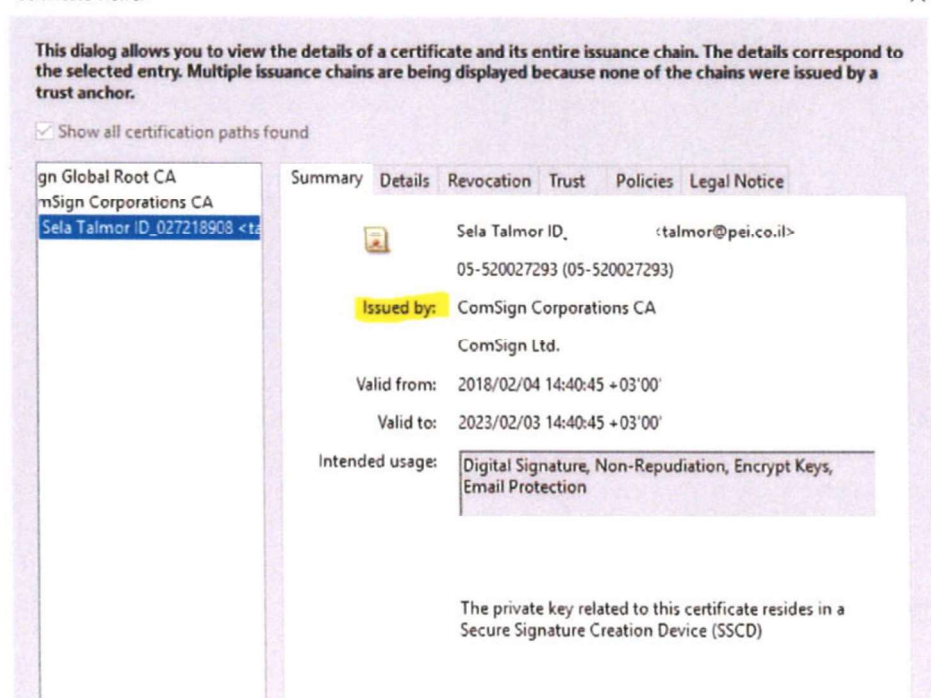 This dialog allows you to view the details of a certificate and its entire issuance chain. The details correspond to
the selected entry. Multiple issuance chains are being displayed because none of the chains were issued by a
trust anchor.
Show all certification paths found
gn Global Root CA
mSign Corporations CA
Sela Talmor ID_027218908 <ta
Summary Details Revocation Trust Policies Legal Notice
Sela Talmor ID_ <talmor@pei.co.il>
05-520027293 (05-520027293)
Issued by: ComSign Corporations CA
ComSign Ltd.
Valid from: 2018/02/04 14:40:45 +03'00'
Valid to: 2023/02/03 14:40:45 +03'00'
Intended usage: Digital Signature, Non-Repudiation, Encrypt Keys,
Email Protection
The private key related to this certificate resides in a
Secure Signature Creation Device (SSCD)